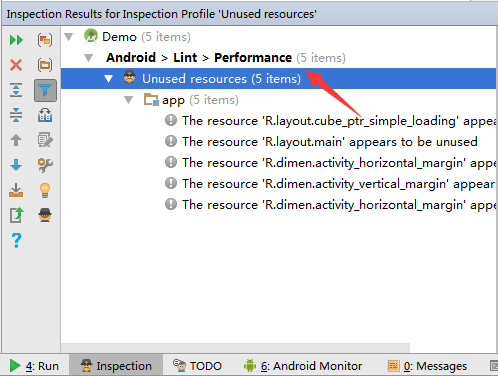 Inspection Results for Inspection Profile 'Unused resources'
Demo (5 items)
Android > Lint > Performance (5 items)
Unused resources (5 items)
app (5 items)
The resource 'R.layout.cube_ptr_simple_loading' appea
The resource 'R.layout.main' appears to be unused
The resource 'R.dimen.activity_horizontal_margin' appe
The resource 'R.dimen.activity_vertical_margin' appear
The resource 'R.dimen.activity_horizontal_margin' appe
4: Run Inspection TODO 6: Android Monitor 0: Messages